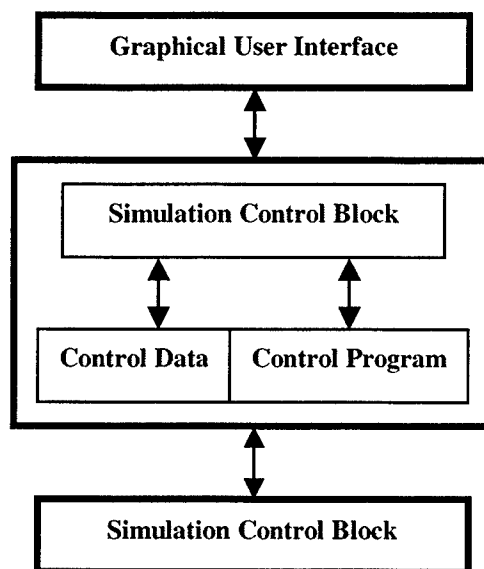 Graphical User Interface
Simulation Control Block
Control Data
Control Program
Simulation Control Block